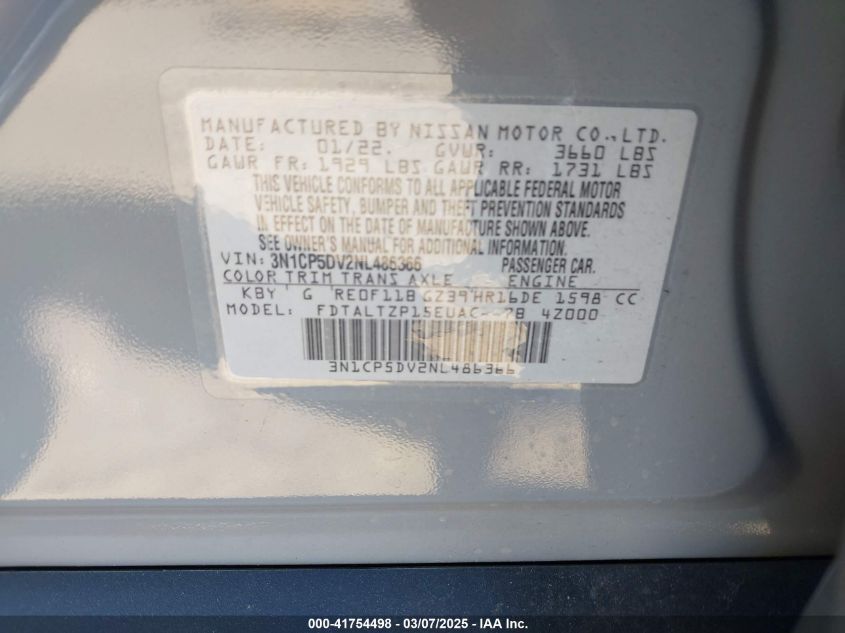 MANUFACTURED BY NISSAN MOTOR CO.,LTD.
DATE: 01/22. GVWR: 3660 LBS
GAWR FR: 1929 LBS GAWR RR: 1731 LBS
THIS VEHICLE CONFORMS TO ALL APPLICABLE FEDERAL MOTOR
VEHICLE SAFETY, BUMPER AND THEFT PREVENTION STANDARDS
IN EFFECT ON THE DATE OF MANUFACTURE SHOWN ABOVE.
SEE OWNER'S MANUAL FOR ADDITIONAL INFORMATION.
VIN: 3N1CP5DV2NL486366 PASSENGER CAR.
COLOR TRIM TRANS AXLE ENGINE
KBY G RE0F11B GZ39 HR16DE 1598 CC
MODEL: FDTALTZP15EUAC--ZB 4Z000
3N1CP5DV2NL486366
000-41754498 - 03/07/2025 - IAA Inc.